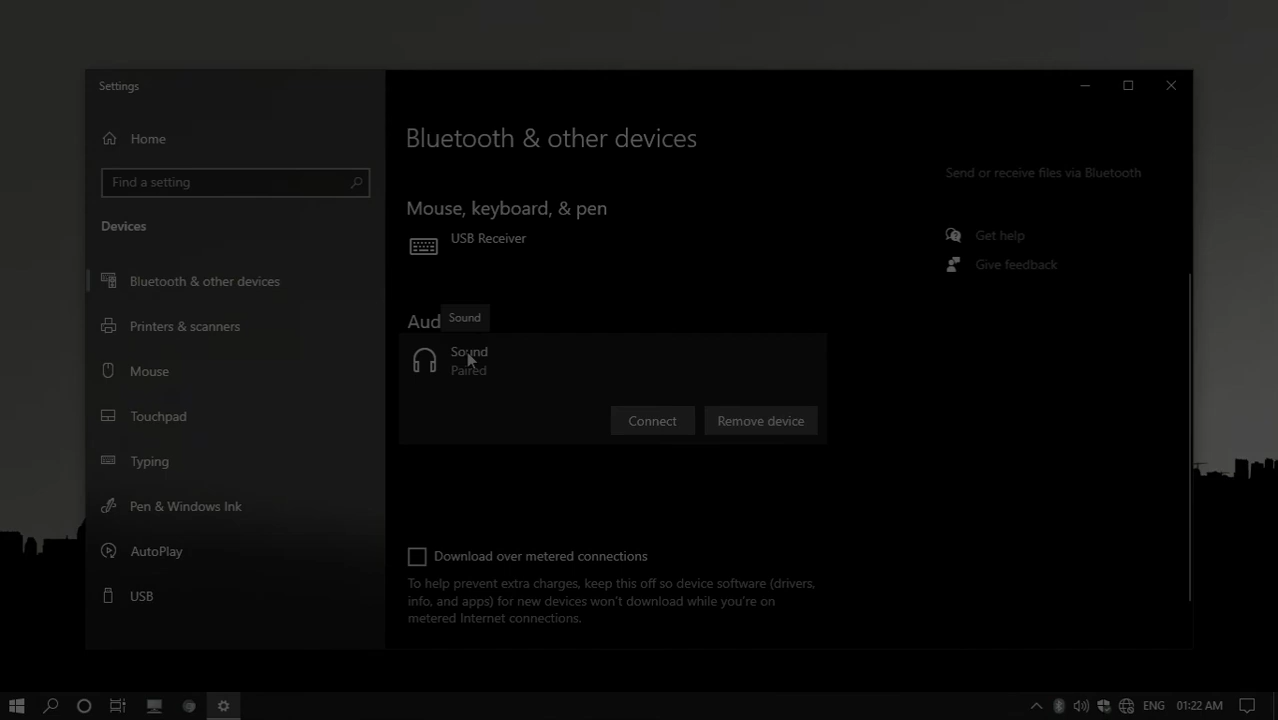 Settings
Home
Find a setting
Devices
Bluetooth & other devices
Printers & scanners
Mouse
Touchpad
Typing
Pen & Windows Ink
AutoPlay
USB
Bluetooth & other devices
Mouse, keyboard, & pen
USB Receiver
Aud
Sound
Sound
Paired
Connect
Remove device
Download over metered connections
To help prevent extra charges, keep this off so device software (drivers,
info, and apps) for new devices won't download while you're on
metered Internet connections.
Send or receive files via Bluetooth
Get help
Give feedback
ENG
01:22 AM